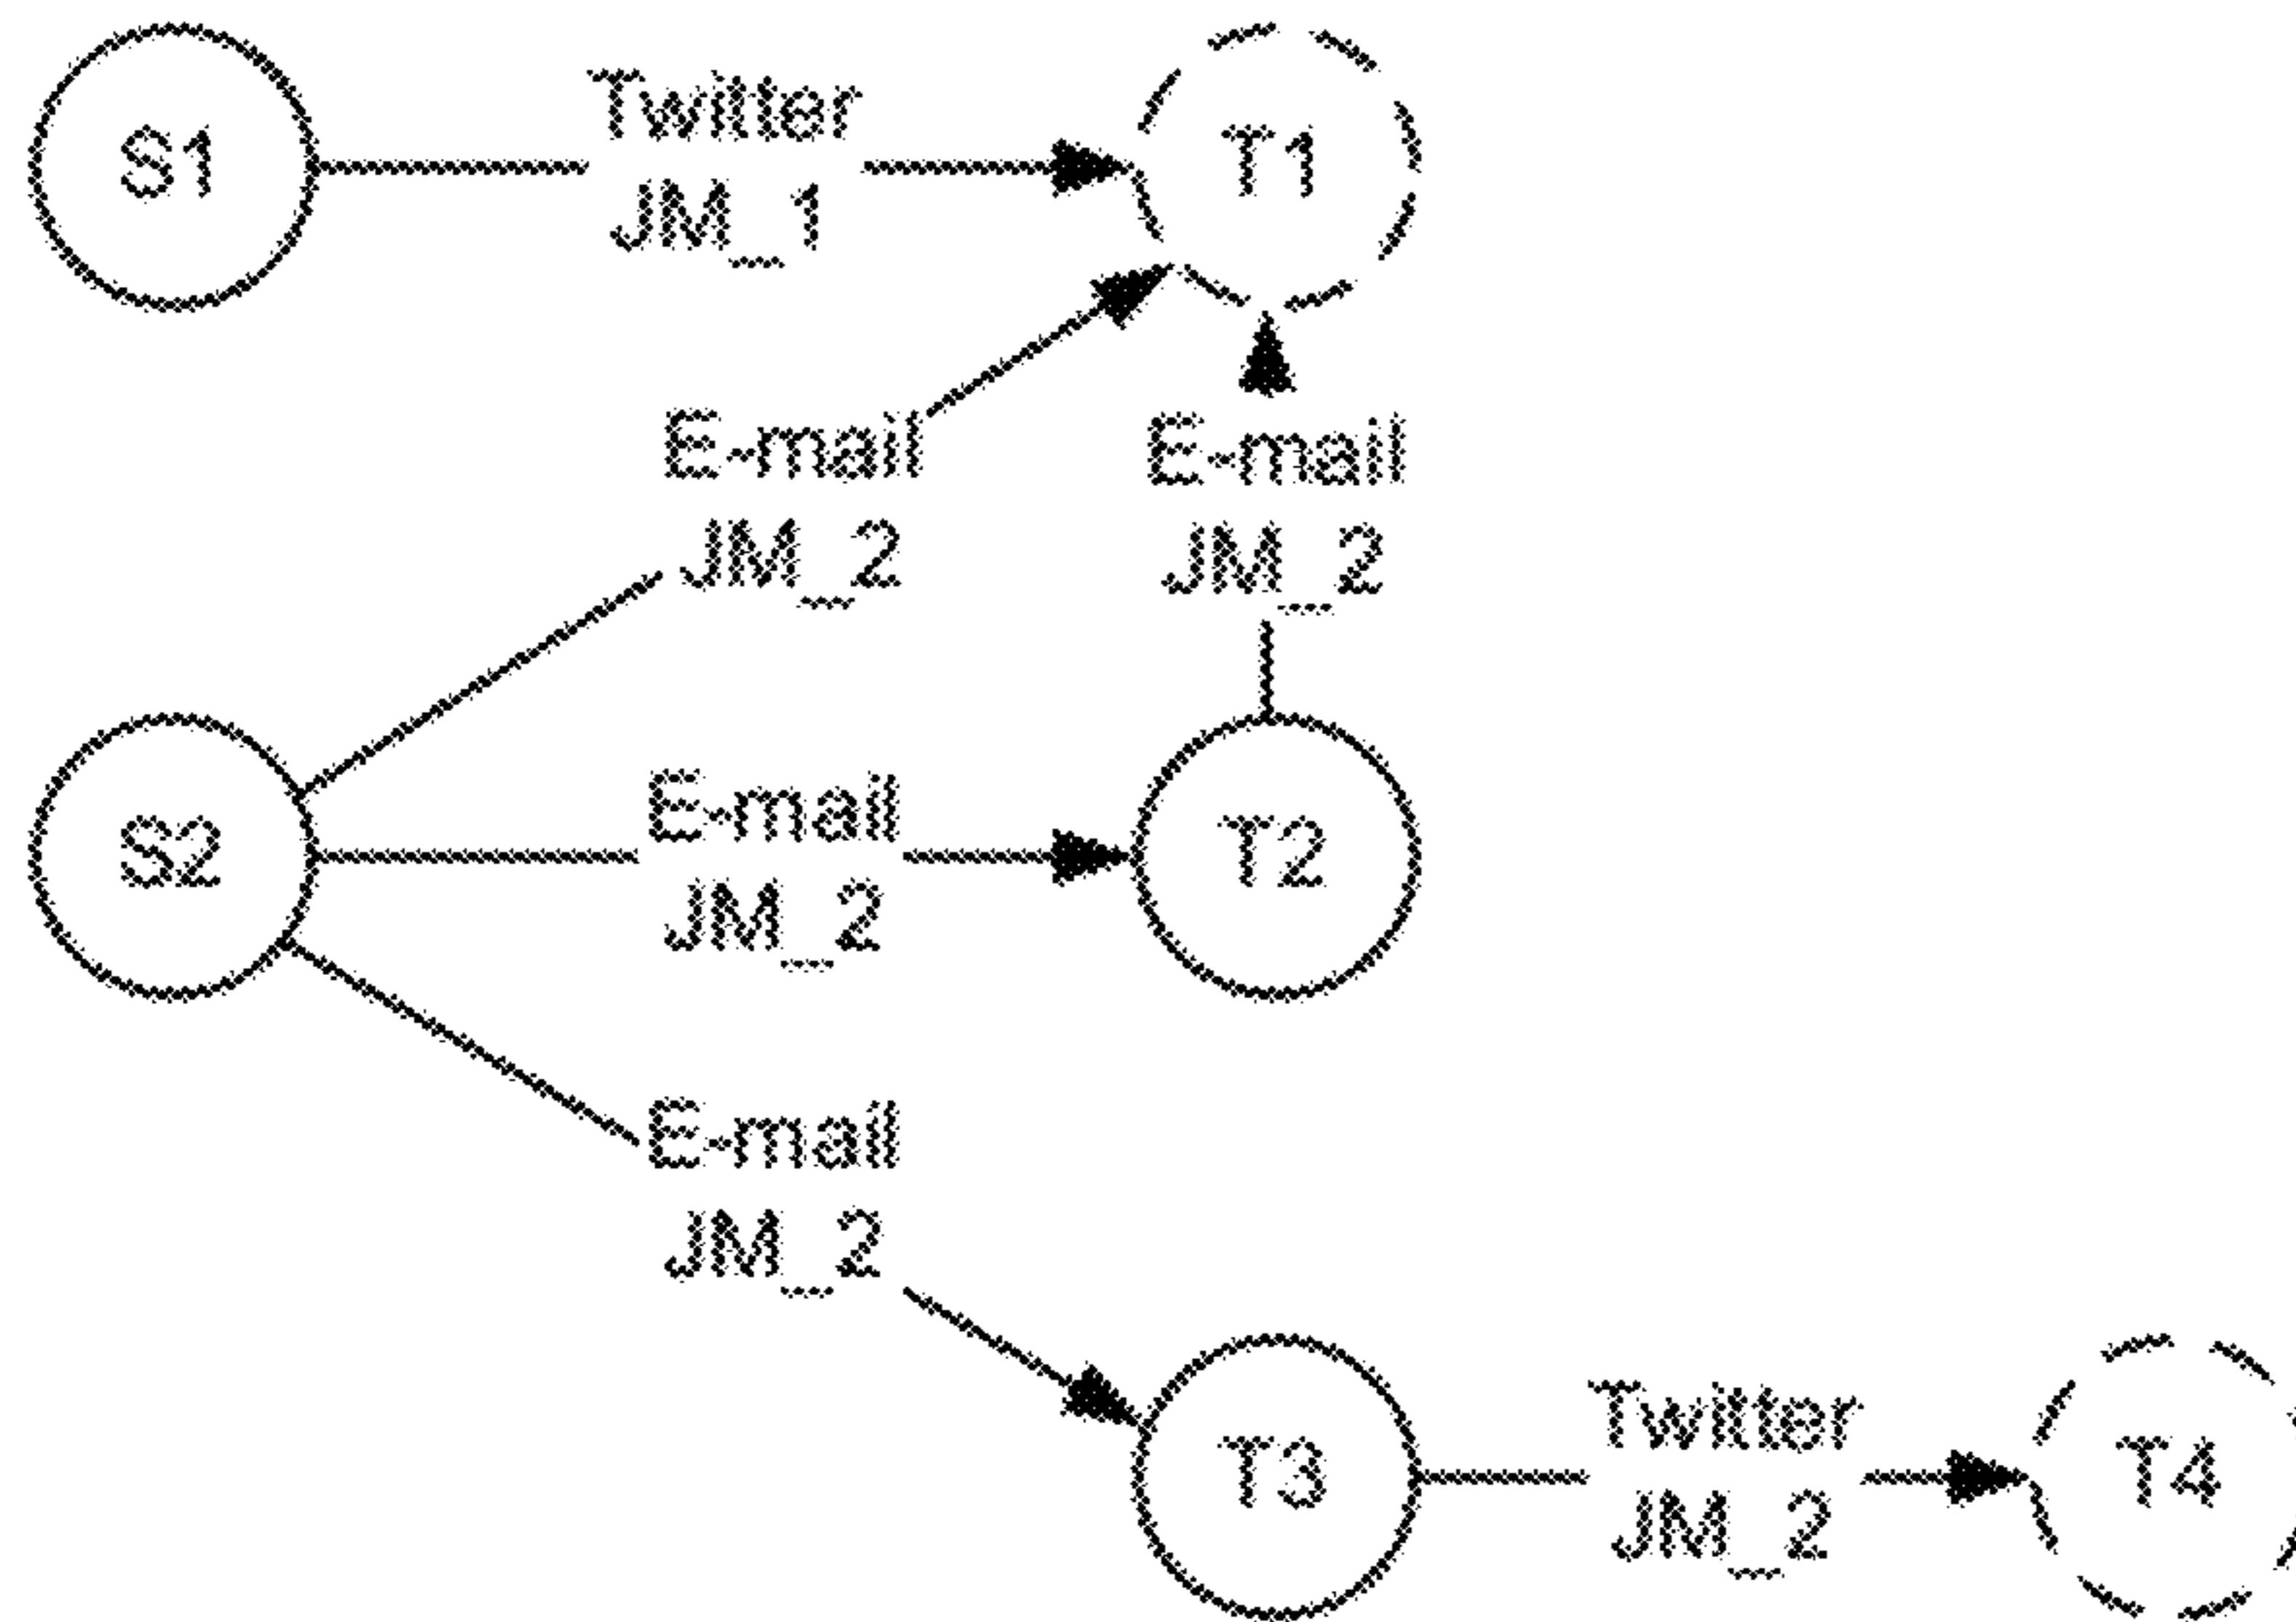 S1
Twitter
JM_1
T1
E-mail
JM_2
E-mail
JM_2
S2
E-mail
JM_2
T2
E-mail
JM_2
T3
Twitter
JM_2
T4